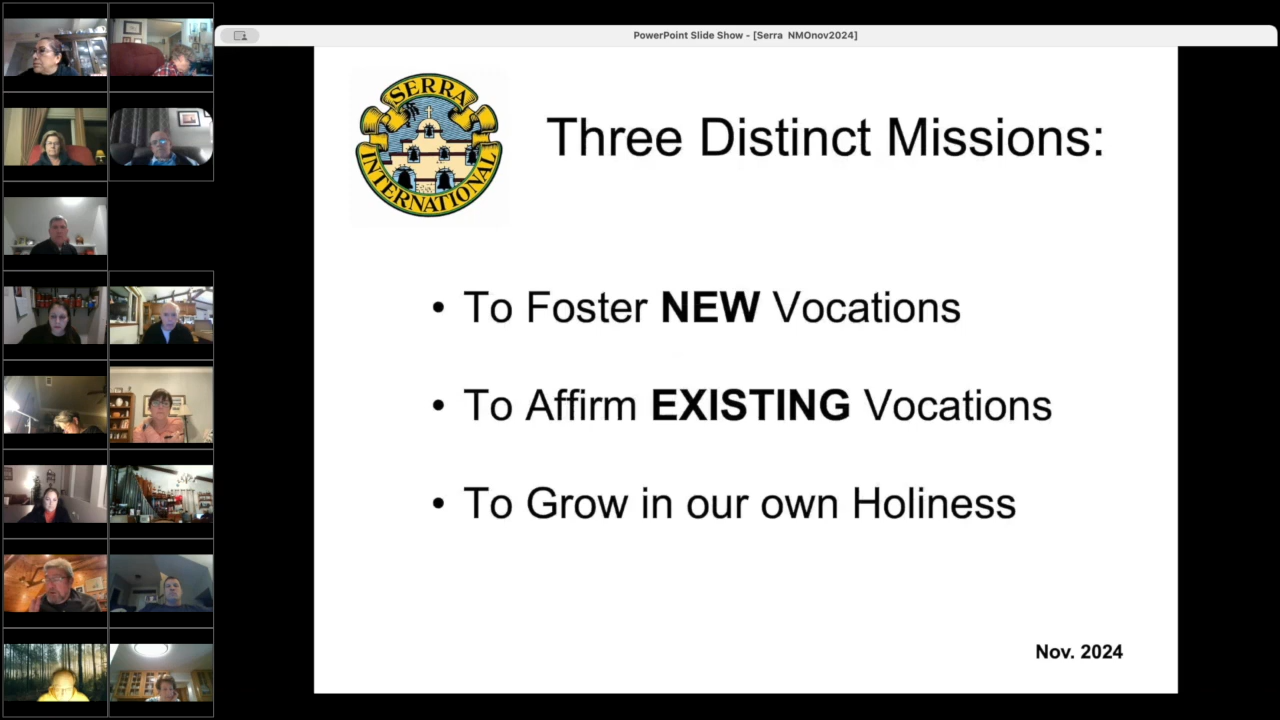 PowerPoint Slide Show - [Serra  NMOnov2024]
SERRA
INTERNATIONAL
Three Distinct Missions:
• To Foster NEW Vocations
• To Affirm EXISTING Vocations
• To Grow in our own Holiness
Nov. 2024